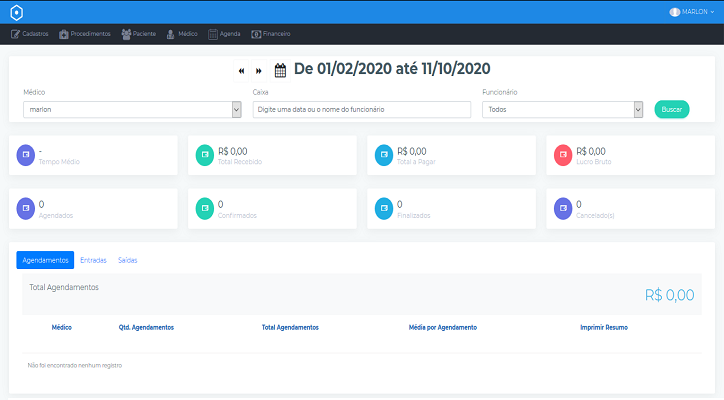 MARLON
Cadastros Procedimentos Paciente Médico Agenda Financeiro
De 01/02/2020 até 11/10/2020
Médico Caixa Funcionário
marlon Digite uma data ou o nome do funcionário Todos Buscar
- R$ 0,00 R$ 0,00 R$ 0,00
Tempo Médio Total Recebido Total a Pagar Lucro Bruto
0 0 0 0
Agendados Confirmados Finalizados Cancelado(s)
Agendamentos Entradas Saídas
Total Agendamentos R$ 0,00
Médico Qtd. Agendamentos Total Agendamentos Média por Agendamento Imprimir Resumo
Não foi encontrado nenhum registro